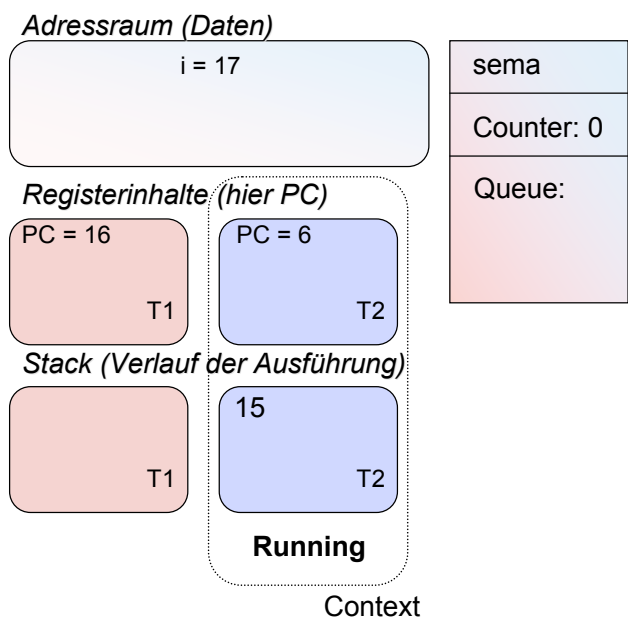 Adressraum (Daten)
i = 17
sema
Counter: 0
Queue:
Registerinhalte (hier PC)
PC = 16
T1
PC = 6
T2
Stack (Verlauf der Ausführung)
T1
15
T2
Running
Context